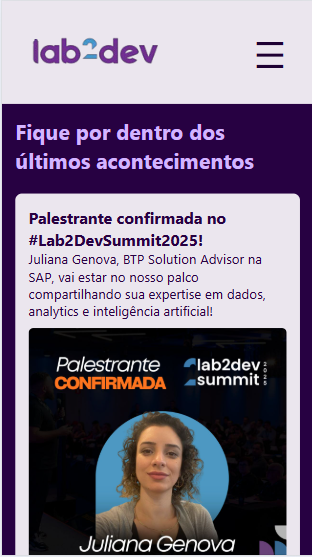 lab2dev
Fique por dentro dos
últimos acontecimentos
Palestrante confirmada no
#Lab2DevSummit2025!
Juliana Genova, BTP Solution Advisor na
SAP, vai estar no nosso palco
compartilhando sua expertise em dados,
analytics e inteligência artificial!
Palestrante
CONFIRMADA
lab2dev
summit 2025
Juliana Genova